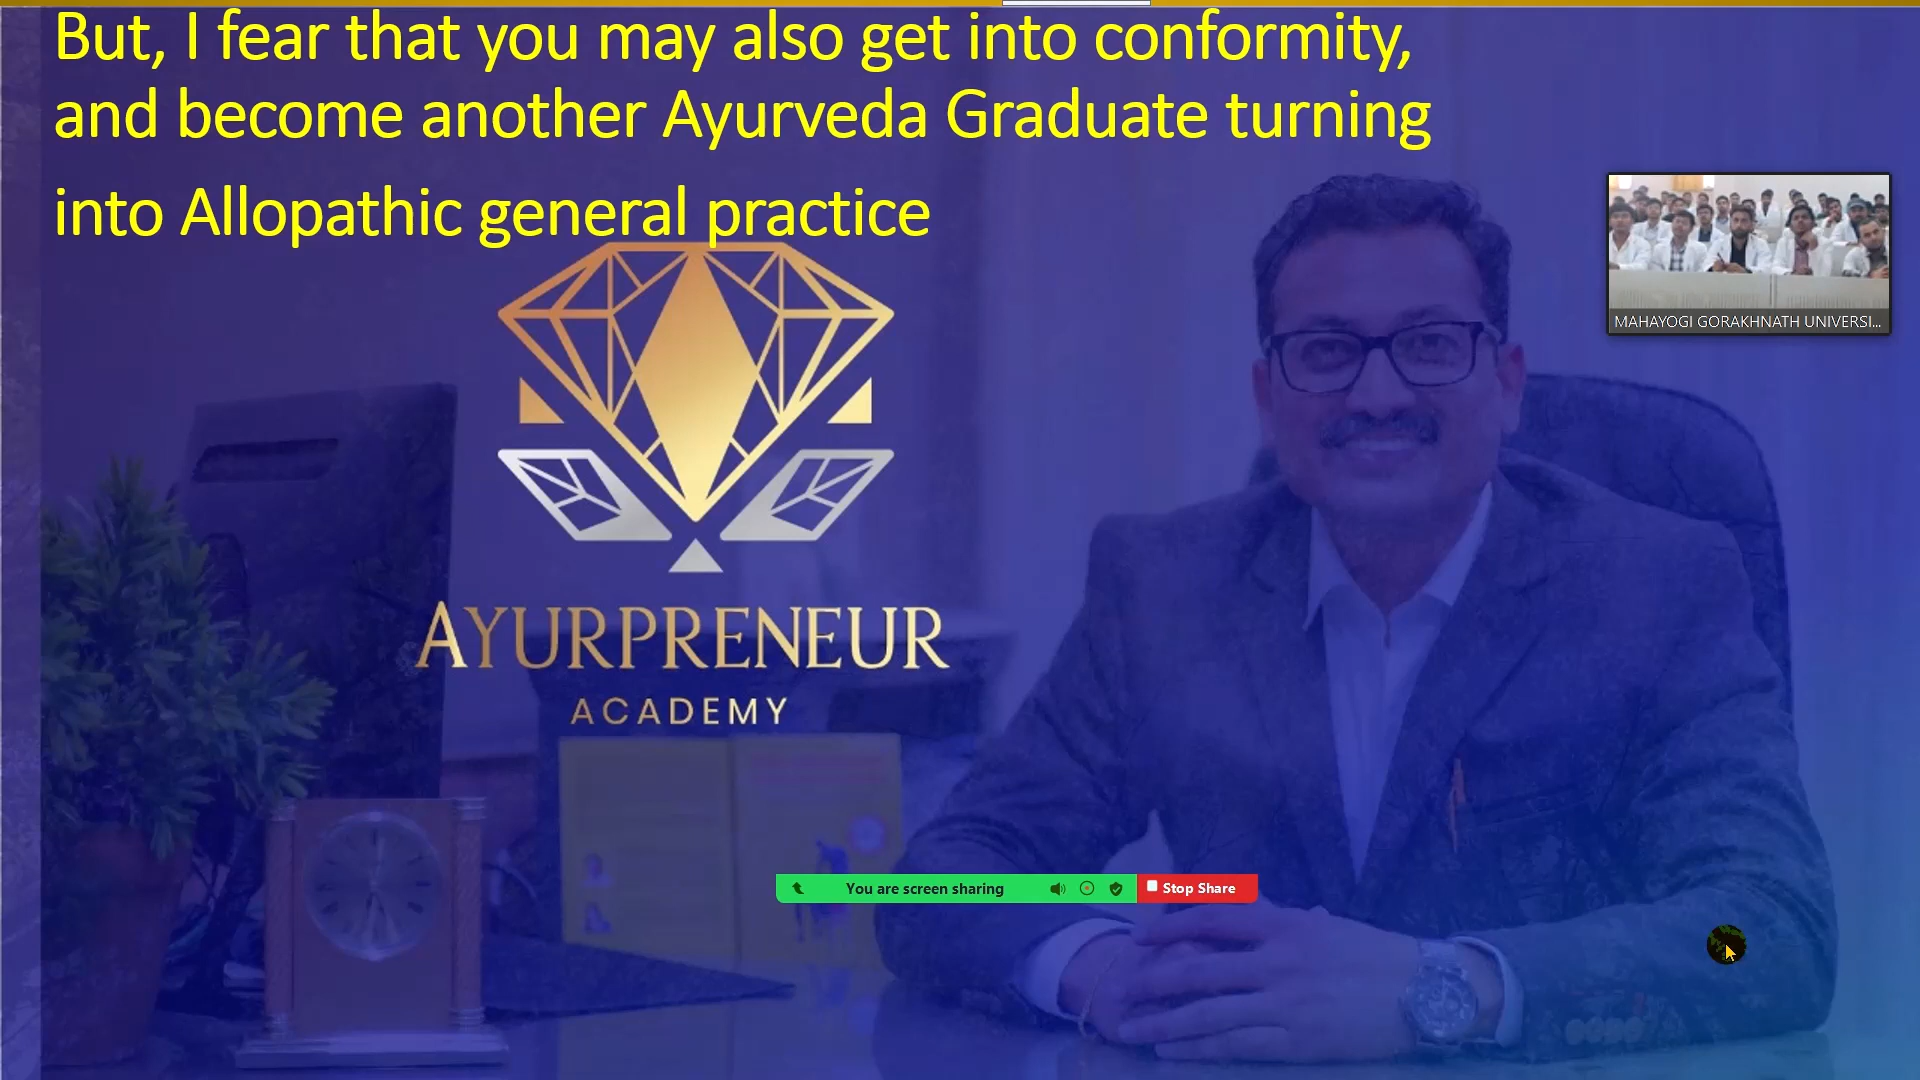 But, I fear that you may also get into conformity,
and become another Ayurveda Graduate turning
into Allopathic general practice
MAHAYOGI GORAKHNATH UNIVERSI...
AYURPRENEUR
ACADEMY
You are screen sharing
Stop Share